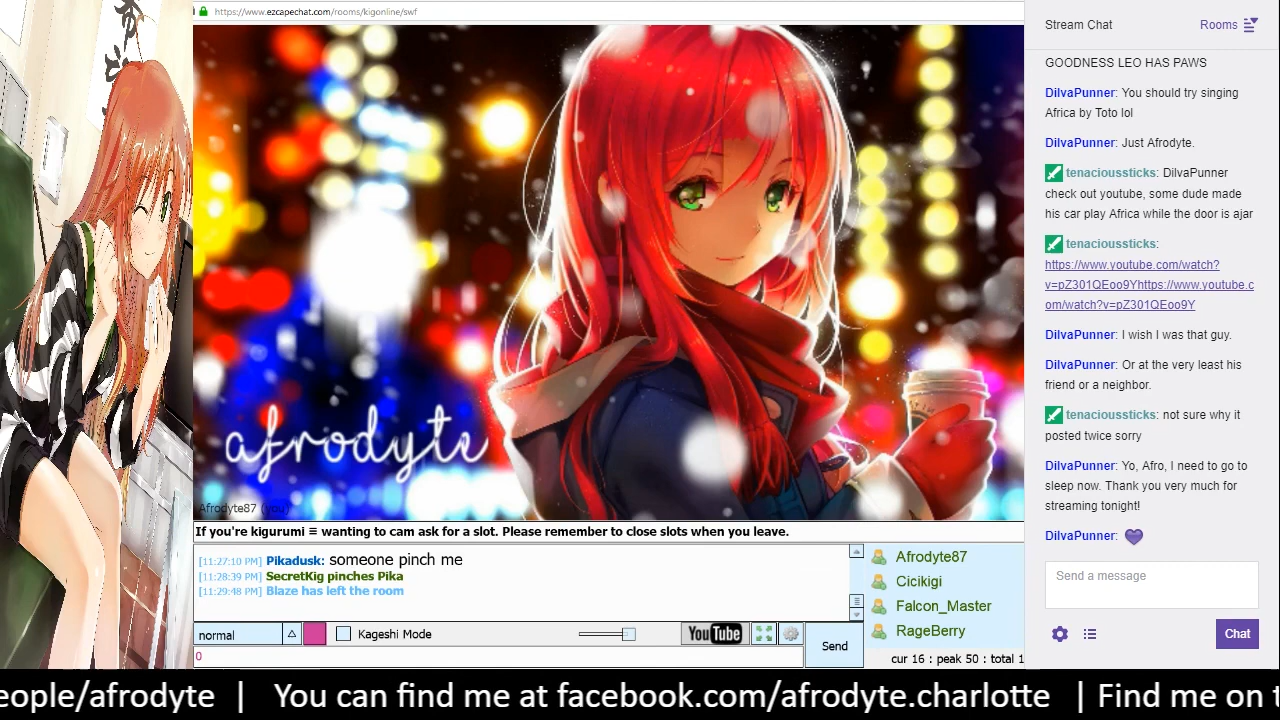 https://www.ezcapechat.com/rooms/kigonline/swf
afrodyte
Afrodyte87 (you)
If you're kigurumi ≡ wanting to cam ask for a slot. Please remember to close slots when you leave.
[11:27:10 PM] Pikadusk: someone pinch me
[11:28:39 PM] SecretKig pinches Pika
[11:29:48 PM] Blaze has left the room
Afrodyte87
Cicikigi
Falcon_Master
RageBerry
normal
Kageshi Mode
YouTube
Send
0
cur 16 : peak 50 : total 1
Stream Chat
Rooms
GOODNESS LEO HAS PAWS
DilvaPunner: You should try singing
Africa by Toto lol
DilvaPunner: Just Afrodyte.
tenaciousssticks: DilvaPunner
check out youtube, some dude made
his car play Africa while the door is ajar
tenaciousssticks:
https://www.youtube.com/watch?
v=pZ301QEoo9Yhttps://www.youtube.c
om/watch?v=pZ301QEoo9Y
DilvaPunner: I wish I was that guy.
DilvaPunner: Or at the very least his
friend or a neighbor.
tenaciousssticks: not sure why it
posted twice sorry
DilvaPunner: Yo, Afro, I need to go to
sleep now. Thank you very much for
streaming tonight!
DilvaPunner: 💜
Send a message
Chat
eople/afrodyte | You can find me at facebook.com/afrodyte.charlotte | Find me on t